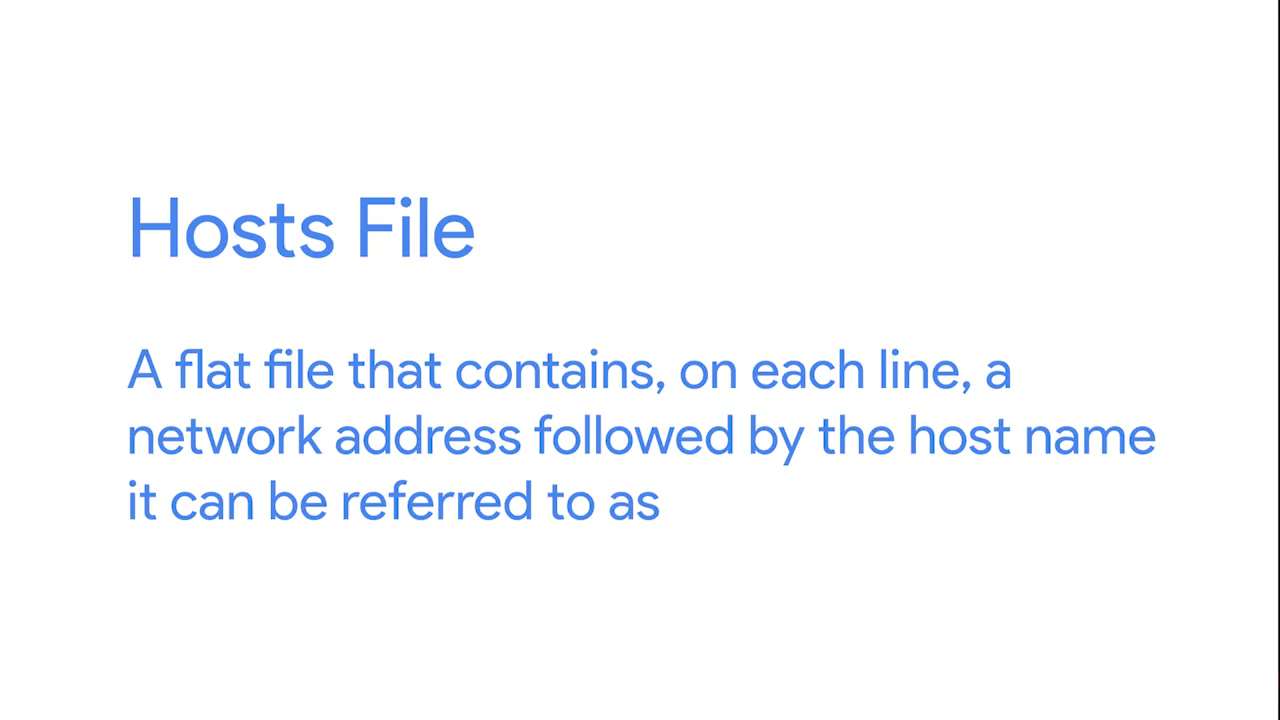 Hosts File
A flat file that contains, on each line, a
network address followed by the host name
it can be referred to as